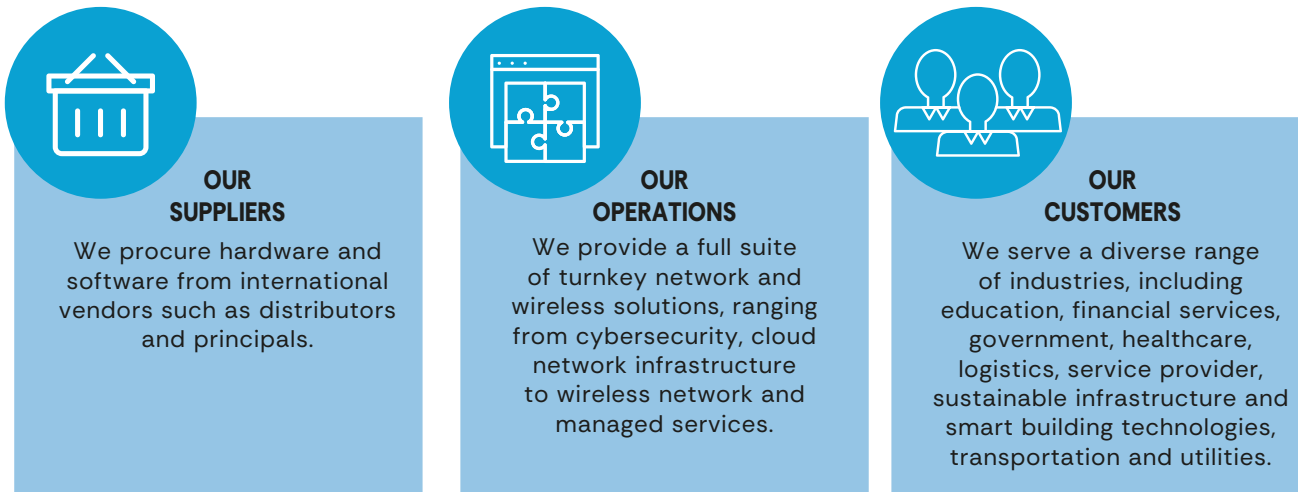 OUR
SUPPLIERS
We procure hardware and
software from international
vendors such as distributors
and principals.
OUR
OPERATIONS
We provide a full suite
of turnkey network and
wireless solutions, ranging
from cybersecurity, cloud
network infrastructure
to wireless network and
managed services.
OUR
CUSTOMERS
We serve a diverse range
of industries, including
education, financial services,
government, healthcare,
logistics, service provider,
sustainable infrastructure and
smart building technologies,
transportation and utilities.